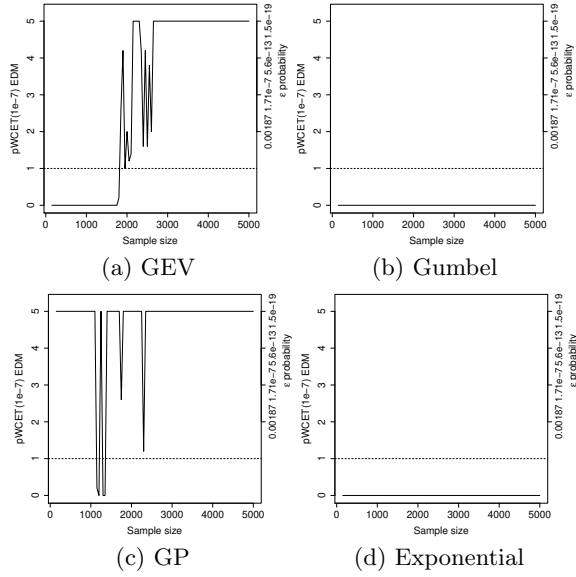 5
4
3
2
1
0
pWCET(1e-7) EDM
0.00187 1.71e-7 5.6e-13 1.5e-19
ε probability
0 1000 2000 3000 4000 5000
Sample size
(a) GEV
5
4
3
2
1
0
pWCET(1e-7) EDM
0.00187 1.71e-7 5.6e-13 1.5e-19
ε probability
0 1000 2000 3000 4000 5000
Sample size
(b) Gumbel
5
4
3
2
1
0
pWCET(1e-7) EDM
0.00187 1.71e-7 5.6e-13 1.5e-19
ε probability
0 1000 2000 3000 4000 5000
Sample size
(c) GP
5
4
3
2
1
0
pWCET(1e-7) EDM
0.00187 1.71e-7 5.6e-13 1.5e-19
ε probability
0 1000 2000 3000 4000 5000
Sample size
(d) Exponential